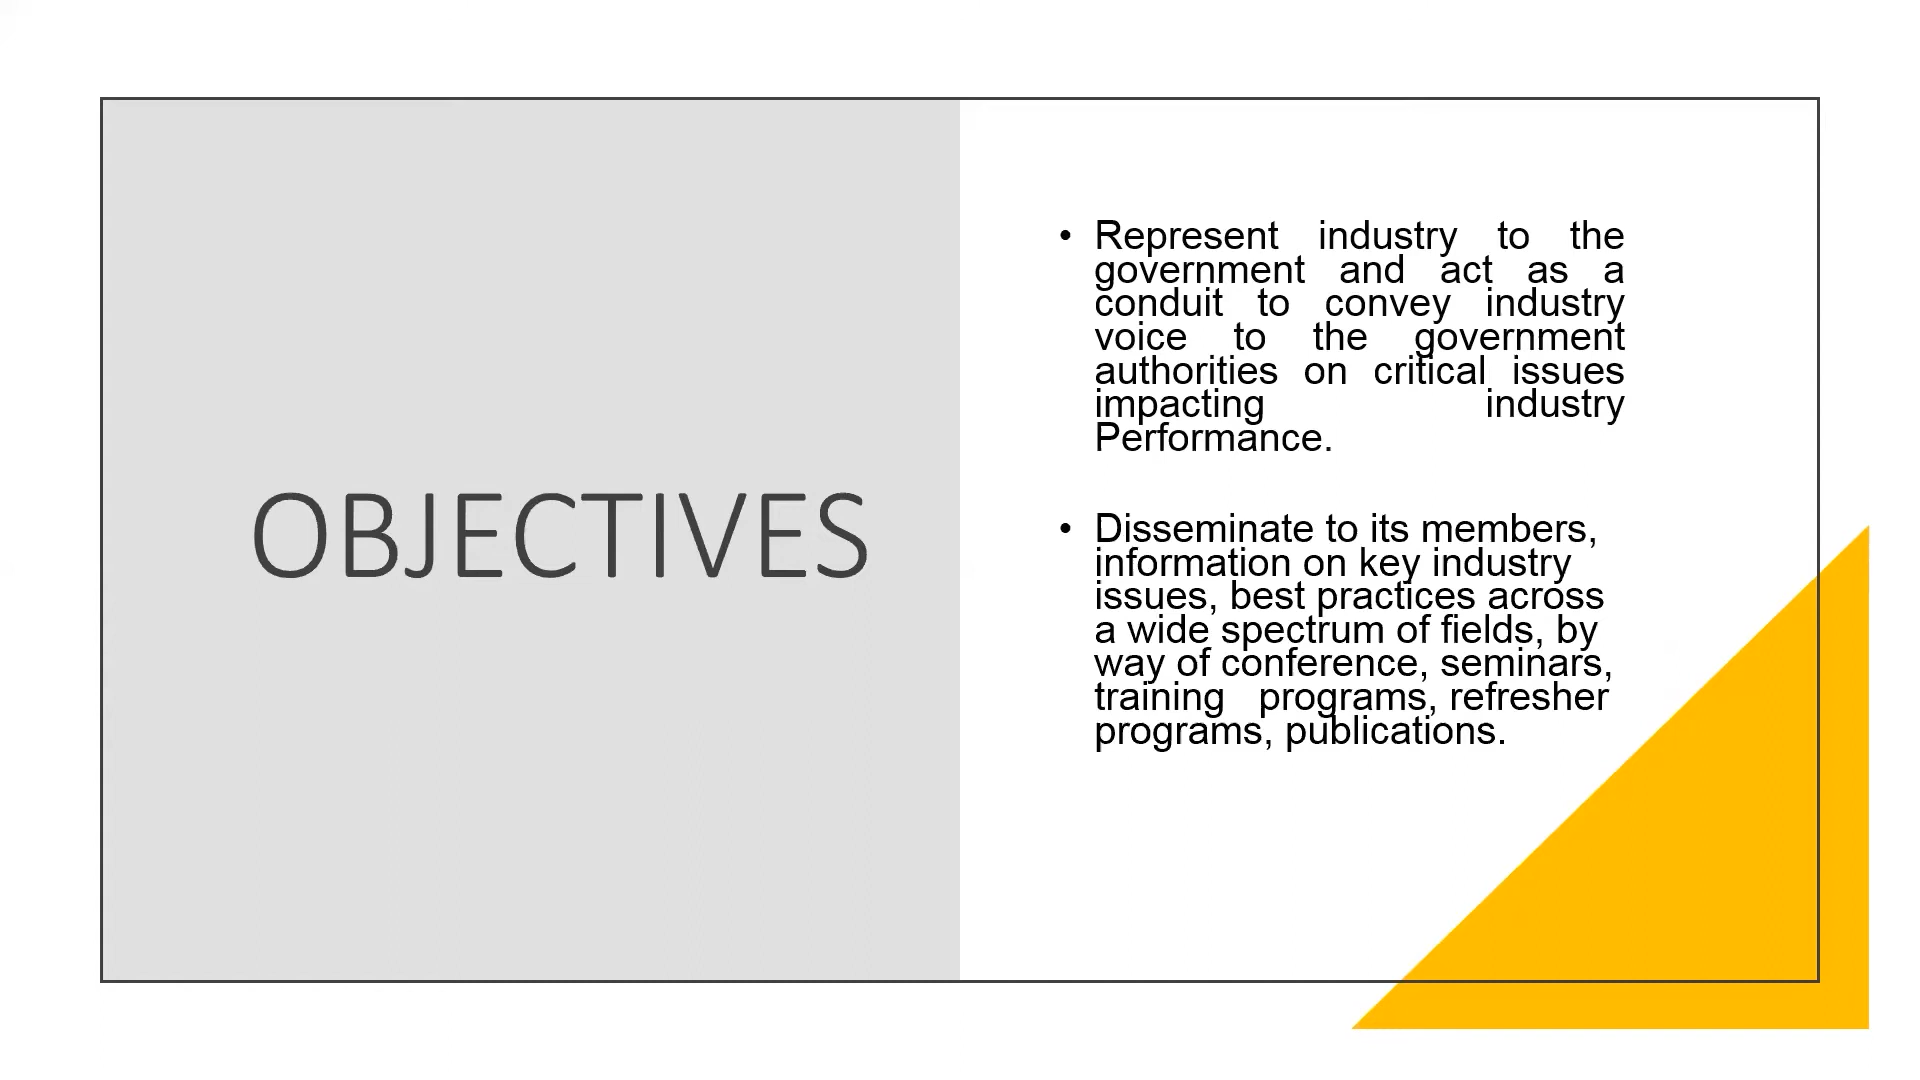 OBJECTIVES
• Represent industry to the
government and act as a
conduit to convey industry
voice to the government
authorities on critical issues
impacting industry
Performance.
• Disseminate to its members,
information on key industry
issues, best practices across
a wide spectrum of fields, by
way of conference, seminars,
training programs, refresher
programs, publications.